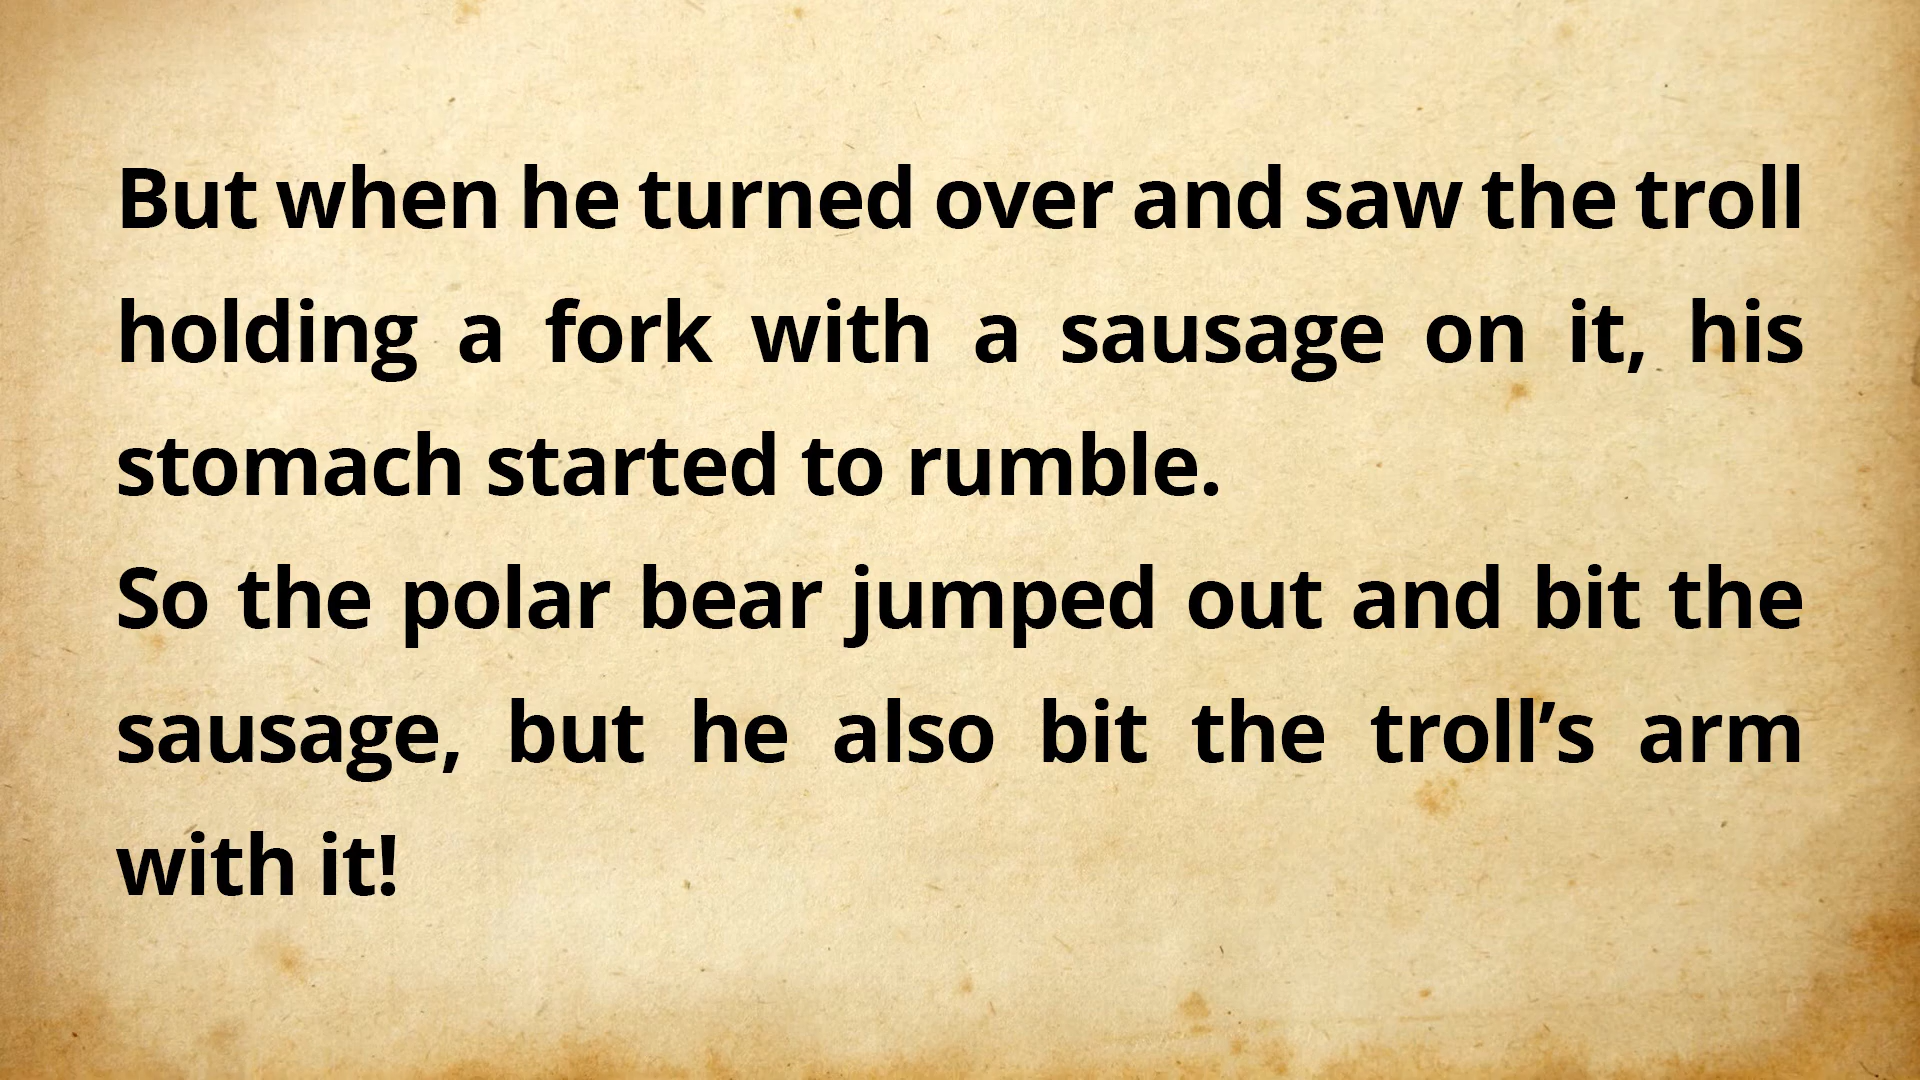 But when he turned over and saw the troll
holding a fork with a sausage on it, his
stomach started to rumble.
So the polar bear jumped out and bit the
sausage, but he also bit the troll’s arm
with it!